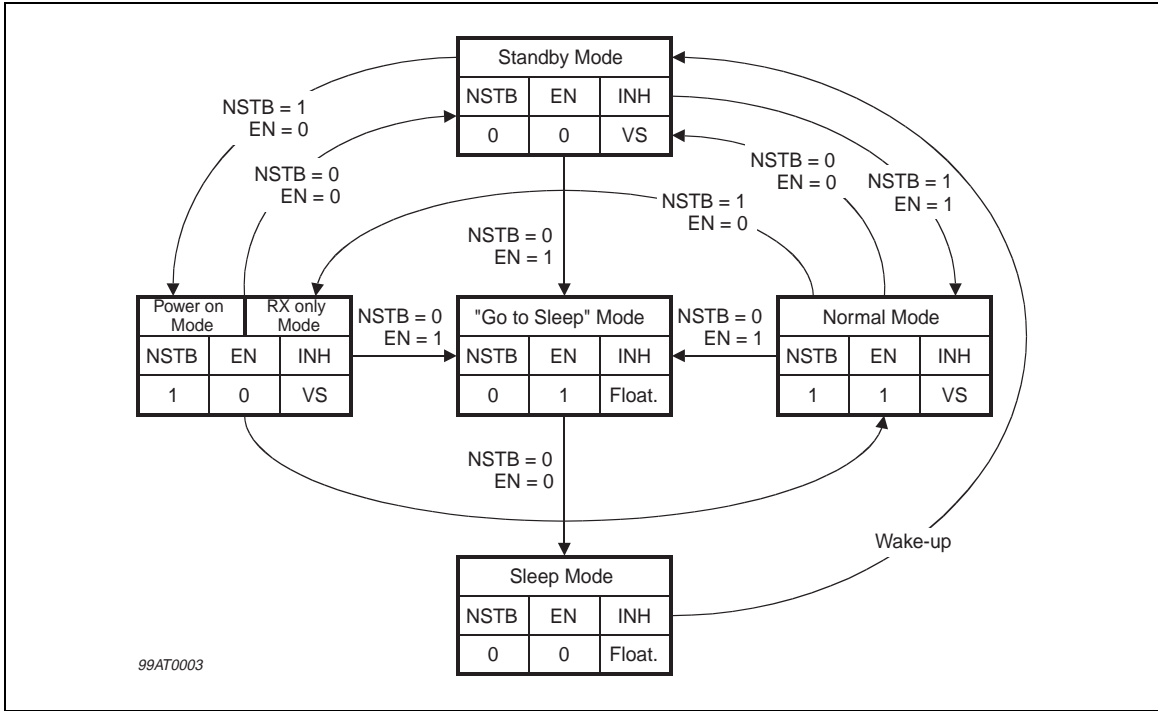 Standby Mode
NSTB EN INH
0 0 VS
NSTB = 1
EN = 0
NSTB = 0
EN = 0
NSTB = 0
EN = 0
NSTB = 1
EN = 1
NSTB = 1
EN = 0
NSTB = 0
EN = 1
Power on
Mode
RX only
Mode
NSTB EN INH
1 0 VS
NSTB = 0
EN = 1
"Go to Sleep" Mode
NSTB EN INH
0 1 Float.
NSTB = 0
EN = 1
Normal Mode
NSTB EN INH
1 1 VS
NSTB = 0
EN = 0
Wake-up
Sleep Mode
NSTB EN INH
0 0 Float.
99AT0003